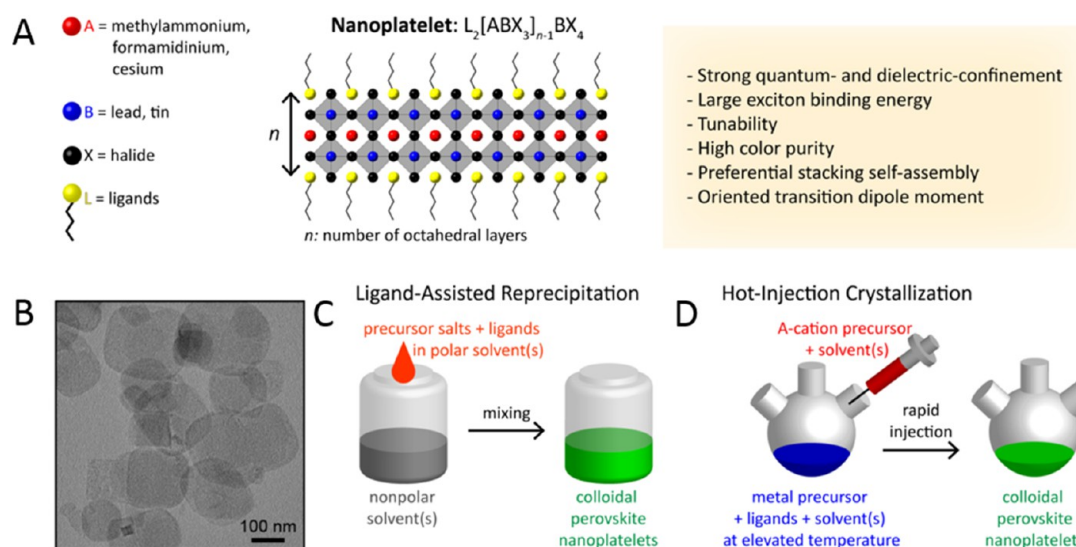 A
A = methylammonium,
formamidinium,
cesium
B = lead, tin
X = halide
L = ligands
Nanoplatelet: L₂[ABX₃]ₙ₋₁BX₄
n
n: number of octahedral layers
- Strong quantum- and dielectric-confinement
- Large exciton binding energy
- Tunability
- High color purity
- Preferential stacking self-assembly
- Oriented transition dipole moment
B
100 nm
C
Ligand-Assisted Reprecipitation
precursor salts + ligands
in polar solvent(s)
mixing
nonpolar
solvent(s)
colloidal
perovskite
nanoplatelets
D
Hot-Injection Crystallization
A-cation precursor
+ solvent(s)
rapid
injection
metal precursor
+ ligands + solvent(s)
at elevated temperature
colloidal
perovskite
nanoplatelet